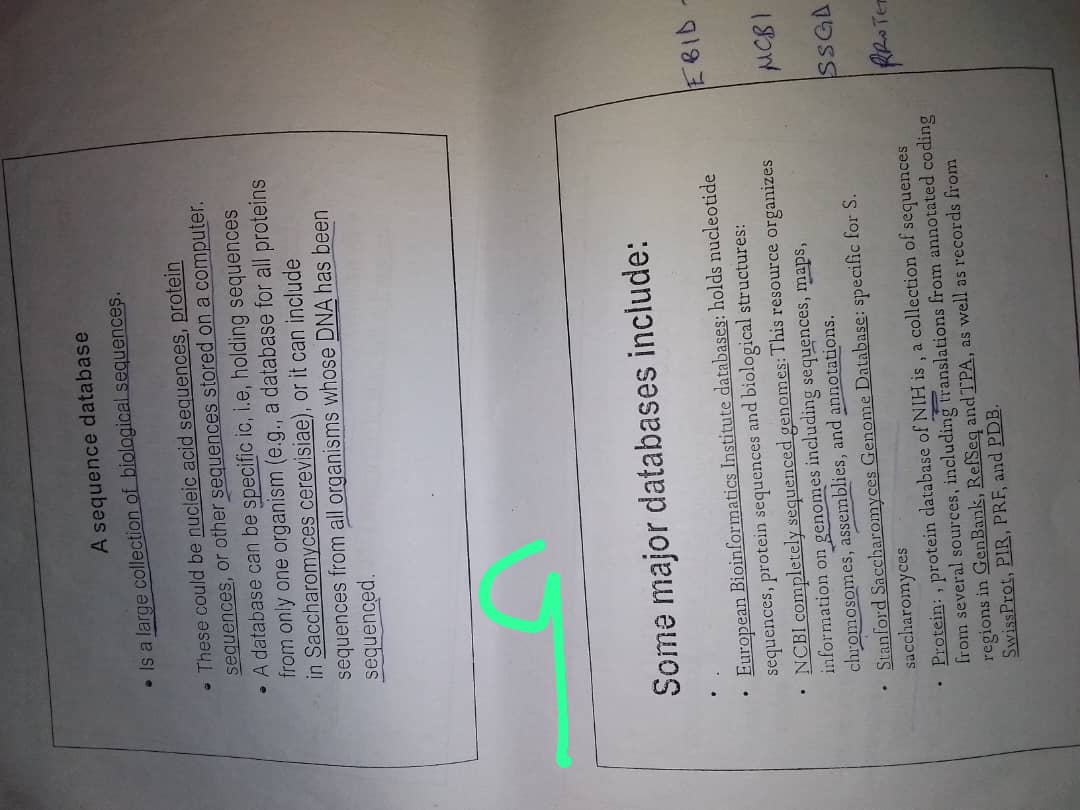 A sequence database
• Is a large collection of biological sequences.
• These could be nucleic acid sequences, protein
sequences, or other sequences stored on a computer.
• A database can be specific ic, i.e, holding sequences
from only one organism (e.g., a database for all proteins
in Saccharomyces cerevisiae), or it can include
sequences from all organisms whose DNA has been
sequenced.
Some major databases include:
• .
• European Bioinformatics Institute databases: holds nucleotide
sequences, protein sequences and biological structures:
• NCBI completely sequenced genomes: This resource organizes
information on genomes including sequences, maps,
chromosomes, assemblies, and annotations.
• Stanford Saccharomyces Genome Database: specific for S.
saccharomyces
• Protein: , protein database of NIH is , a collection of sequences
from several sources, including translations from annotated coding
regions in GenBank, RefSeq and TPA, as well as records from
SwissProt, PIR, PRF, and PDB.
EBID -
NCBI
SSGD